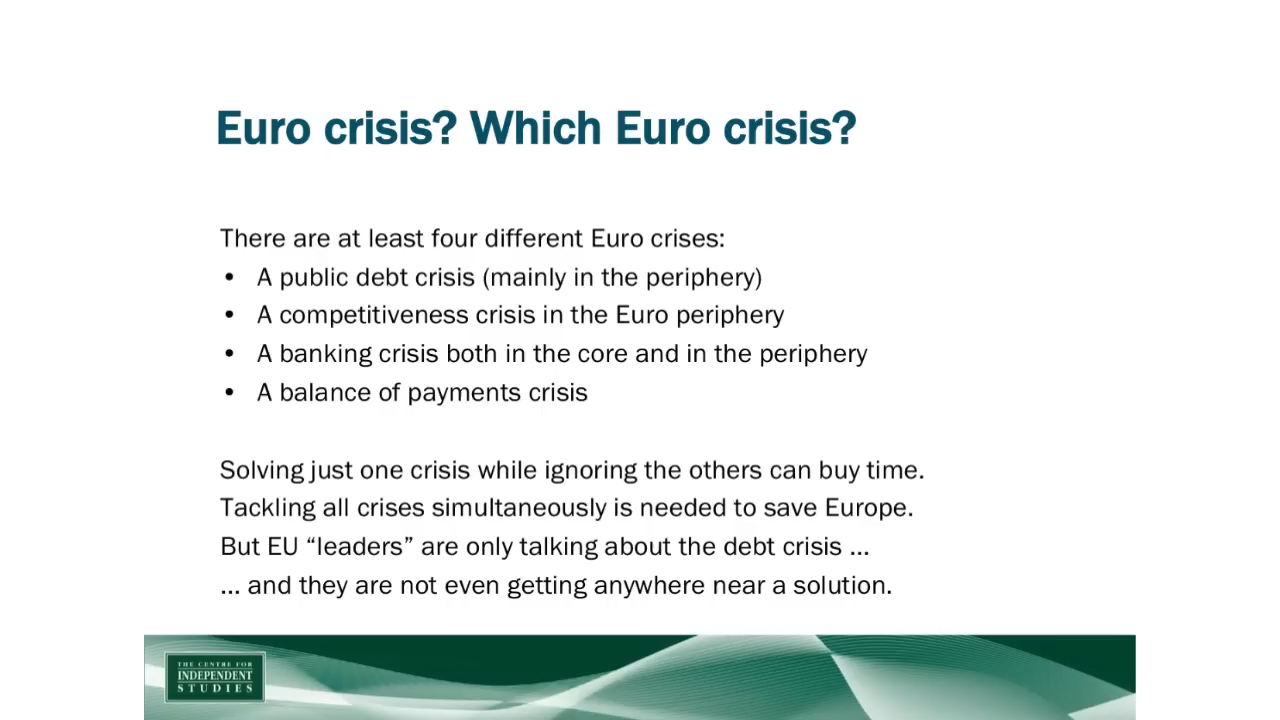 Euro crisis? Which Euro crisis?
There are at least four different Euro crises:
• A public debt crisis (mainly in the periphery)
• A competitiveness crisis in the Euro periphery
• A banking crisis both in the core and in the periphery
• A balance of payments crisis
Solving just one crisis while ignoring the others can buy time.
Tackling all crises simultaneously is needed to save Europe.
But EU “leaders” are only talking about the debt crisis ...
... and they are not even getting anywhere near a solution.
THE CENTRE FOR
INDEPENDENT
STUDIES